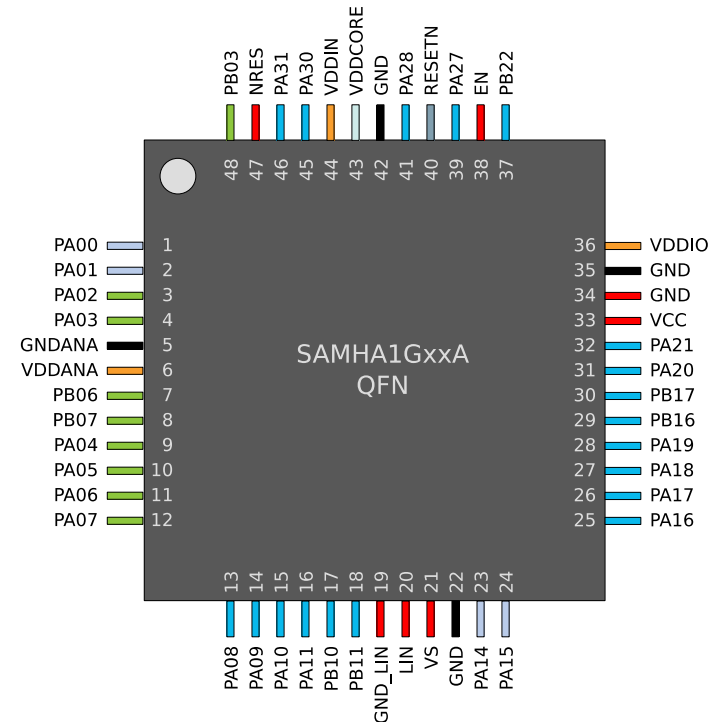 PB03 NRES PA31 PA30 VDDIN VDDCORE GND PA28 RESETN PA27 EN PB22
48 47 46 45 44 43 42 41 40 39 38 37
PA00 1 36 VDDIO
PA01 2 35 GND
PA02 3 34 GND
PA03 4 33 VCC
GNDANA 5 32 PA21
VDDANA 6 31 PA20
PB06 7 30 PB17
PB07 8 29 PB16
PA04 9 28 PA19
PA05 10 27 PA18
PA06 11 26 PA17
PA07 12 25 PA16
SAMHA1GxxA
QFN
13 14 15 16 17 18 19 20 21 22 23 24
PA08 PA09 PA10 PA11 PB10 PB11 GND_LIN LIN VS GND PA14 PA15